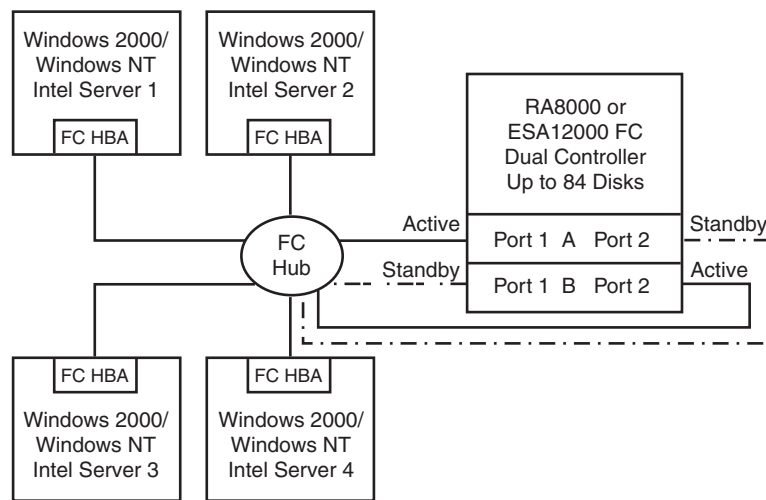 Windows 2000/
Windows NT
Intel Server 1
FC HBA
Windows 2000/
Windows NT
Intel Server 2
FC HBA
RA8000 or
ESA12000 FC
Dual Controller
Up to 84 Disks
Active
Port 1 A Port 2
Standby
FC
Hub
Standby
Port 1 B Port 2
Active
FC HBA
Windows 2000/
Windows NT
Intel Server 3
FC HBA
Windows 2000/
Windows NT
Intel Server 4